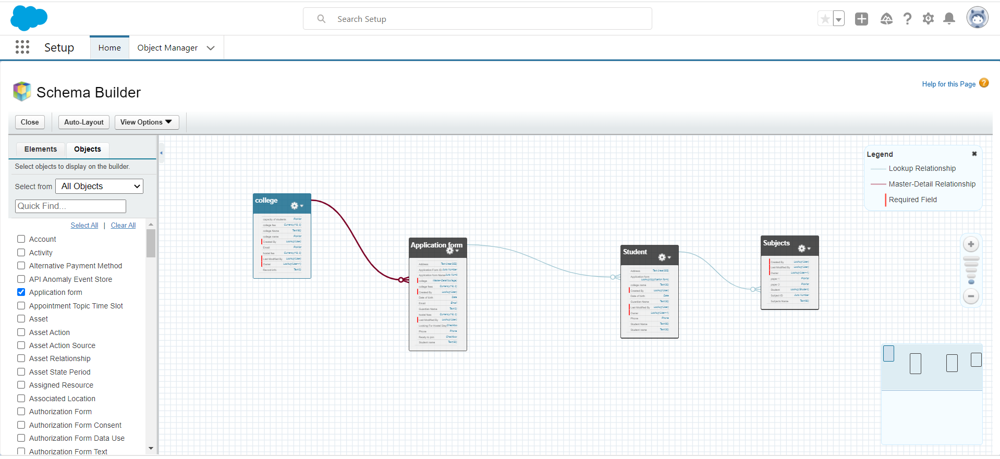 Search Setup
Setup
Home
Object Manager
Schema Builder
Help for this Page
Close
Auto-Layout
View Options
Elements
Objects
Select objects to display on the builder.
Select from
All Objects
Quick Find...
Select All | Clear All
Account
Activity
Alternative Payment Method
API Anomaly Event Store
Application form
Appointment Topic Time Slot
Asset
Asset Action
Asset Action Source
Asset Relationship
Asset State Period
Assigned Resource
Associated Location
Authorization Form
Authorization Form Consent
Authorization Form Data Use
Authorization Form Text
college
capacity of students Picklist
college fee Currency(16, 0)
college Name Text(80)
college name Picklist
Created By Lookup(User)
Email Picklist
hostel fee Currency(16, 0)
Last Modified By Lookup(User)
Owner Lookup(User+1)
Record info
Application form
Address Text Area(255)
Application Form ID Auto Number
Application form Name
college Master-Detail(college)
college fees Currency(16, 0)
Created By Lookup(User)
Date of birth Date
Email Email
Guardian Name
hostel fees Currency(16, 0)
Last Modified By Lookup(User)
Looking For Hostel Stay Checkbox
Phone Phone
Ready to join Checkbox
Student name Text(30)
Student
Address Text Area(255)
Application form
Lookup(Application form)
college name Text(30)
Created By Lookup(User)
Date of birth Date
Guardian Name Text(30)
Last Modified By Lookup(User)
Owner Lookup(User+1)
Phone Phone
Student Name Text(80)
Student name Text(30)
Subjects
Created By Lookup(User)
Last Modified By Lookup(User)
Owner Lookup(User+1)
paper 1 Picklist
paper 2 Picklist
Student Lookup(Student)
Subject ID Auto Number
Subjects Name Text(80)
Legend
Lookup Relationship
Master-Detail Relationship
Required Field